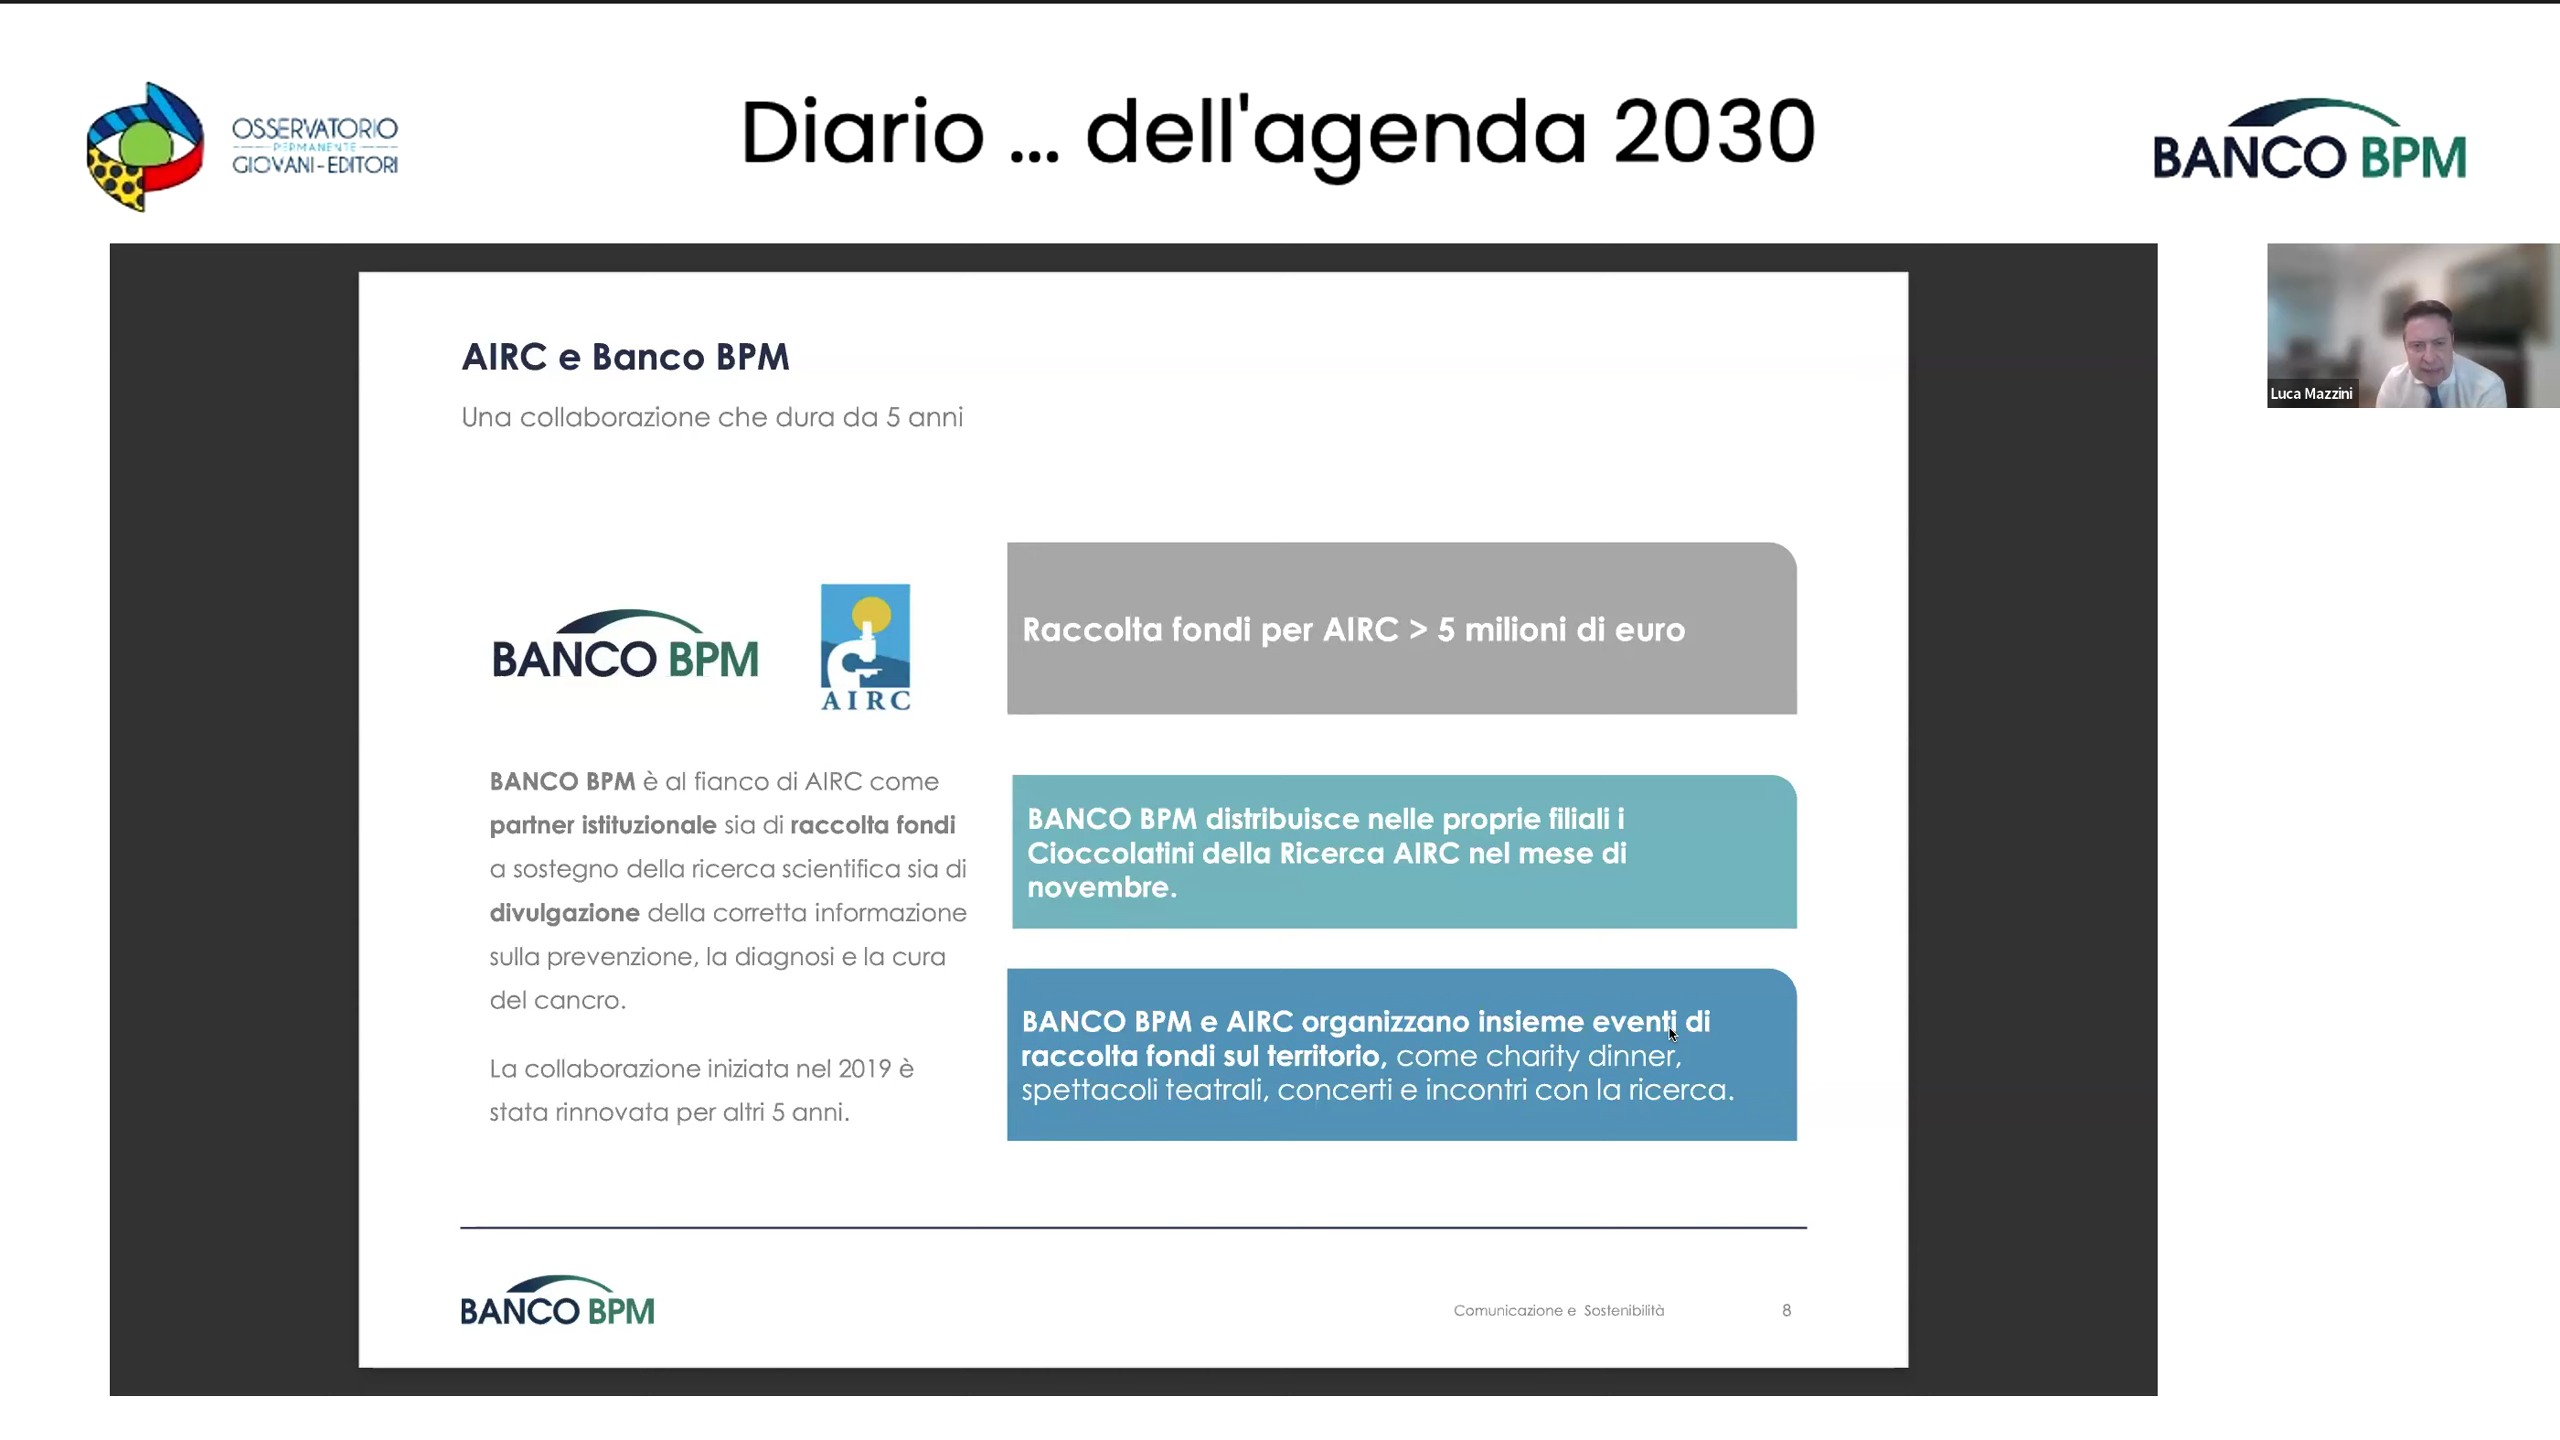 OSSERVATORIO
PERMANENTE
GIOVANI-EDITORI
Diario ... dell'agenda 2030
BANCO BPM
Luca Mazzini
AIRC e Banco BPM
Una collaborazione che dura da 5 anni
BANCO BPM
AIRC
BANCO BPM è al fianco di AIRC come
partner istituzionale sia di raccolta fondi
a sostegno della ricerca scientifica sia di
divulgazione della corretta informazione
sulla prevenzione, la diagnosi e la cura
del cancro.
La collaborazione iniziata nel 2019 è
stata rinnovata per altri 5 anni.
Raccolta fondi per AIRC > 5 milioni di euro
BANCO BPM distribuisce nelle proprie filiali i
Cioccolatini della Ricerca AIRC nel mese di
novembre.
BANCO BPM e AIRC organizzano insieme eventi di
raccolta fondi sul territorio, come charity dinner,
spettacoli teatrali, concerti e incontri con la ricerca.
BANCO BPM
Comunicazione e Sostenibilità
8